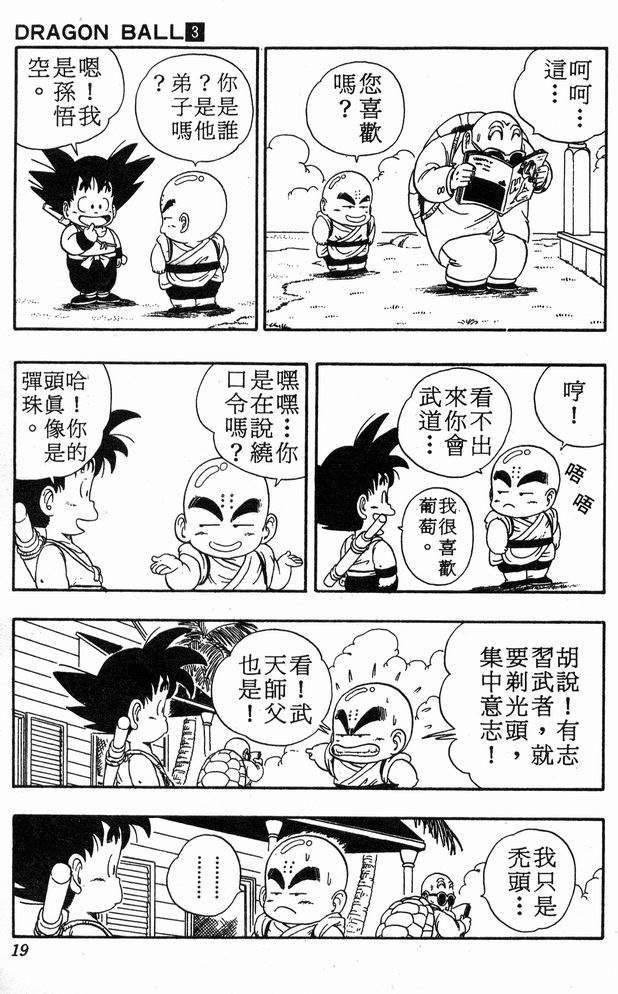 DRAGON BALL 3
呵呵…
這…
您喜歡
嗎？
你是誰
？是他
弟子嗎
？
嗯！我
是孫悟
空。
哼！
唔
唔
看不出
來你會
武道…
我很喜歡
葡萄。
嘿嘿…你
是在說繞
口令嗎？
哈！你的
頭真像是
彈珠。
胡說！有志
習武者，就
要剃光頭，
集中意志！
看！武
天師父
也是！
我只是
禿頭…
……
19